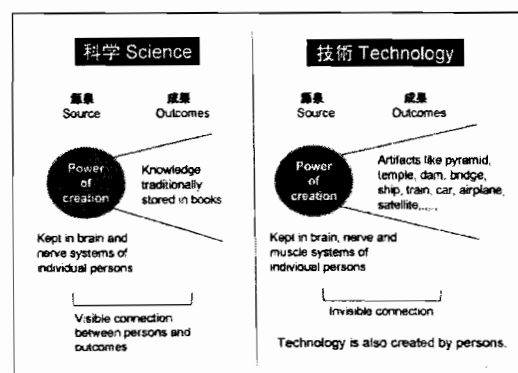 科学 Science
源泉 成果
Source Outcomes
Power
of
creation
Knowledge
traditionally
stored in books
Kept in brain and
nerve systems of
individual persons
Visible connection
between persons and
outcomes
技術 Technology
源泉 成果
Source Outcomes
Power
of
creation
Artifacts like pyramid,
temple, dam, bridge,
ship, train, car, airplane,
satellite,....
Kept in brain, nerve and
muscle systems of
individual persons
Invisible connection
Technology is also created by persons.